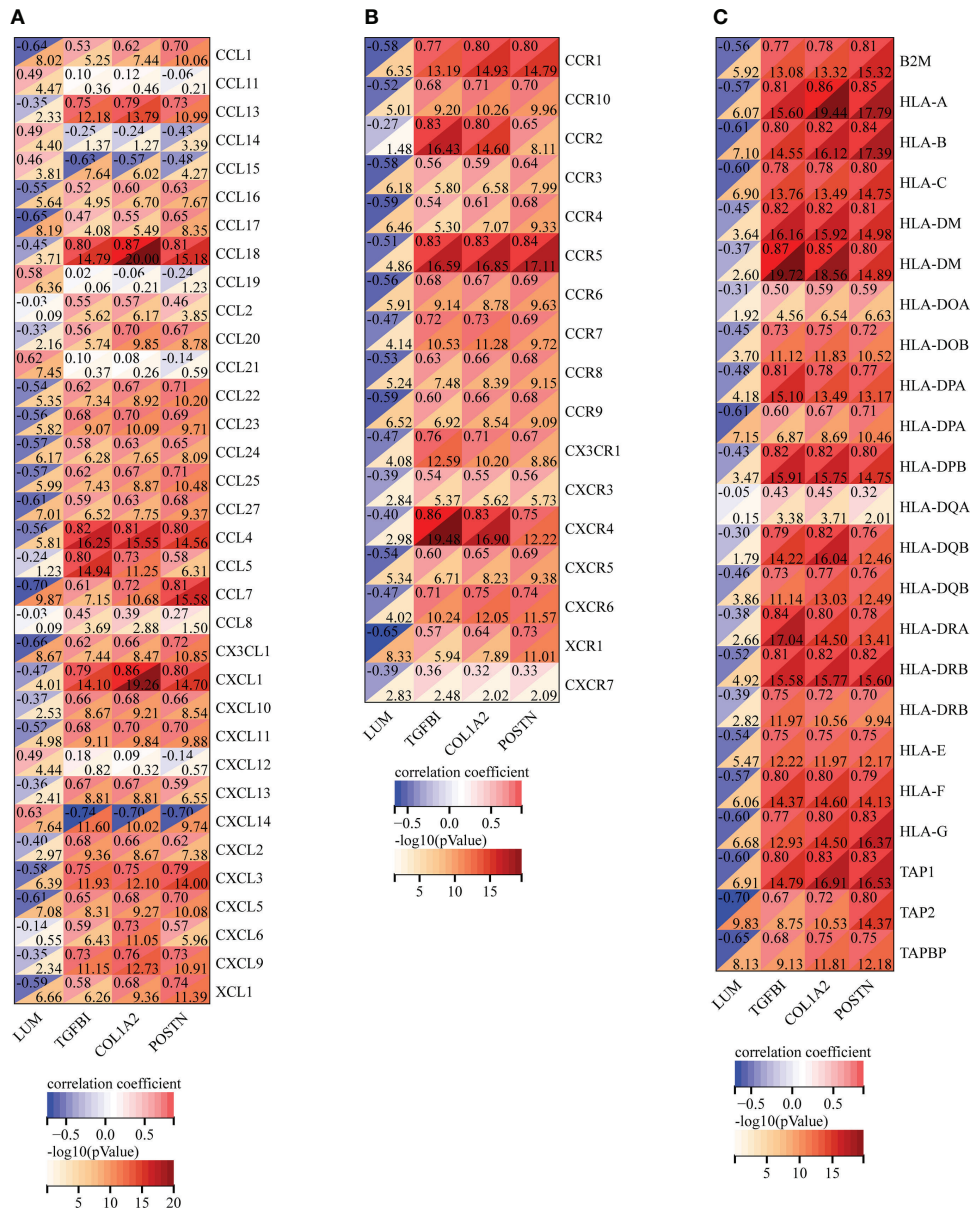 A
-0.64 0.53 0.62 0.70
8.02 5.25 7.44 10.06 CCL1
0.49 0.10 0.12 -0.06
4.47 0.36 0.46 0.21 CCL11
-0.35 0.75 0.79 0.73
2.33 12.18 13.79 10.99 CCL13
0.49 -0.25 -0.24 -0.43
4.40 1.37 1.27 3.39 CCL14
0.46 -0.63 -0.57 -0.48
3.81 7.64 6.02 4.27 CCL15
-0.55 0.52 0.60 0.63
5.64 4.95 6.70 7.67 CCL16
-0.65 0.47 0.55 0.65
8.19 4.08 5.49 8.35 CCL17
-0.45 0.80 0.87 0.81
3.71 14.79 20.00 15.18 CCL18
0.58 0.02 -0.06 -0.24
6.36 0.06 0.21 1.23 CCL19
-0.03 0.55 0.57 0.46
0.09 5.62 6.17 3.85 CCL2
-0.33 0.56 0.70 0.67
2.16 5.74 9.85 8.78 CCL20
0.62 0.10 0.08 -0.14
7.45 0.37 0.26 0.59 CCL21
-0.54 0.62 0.67 0.71
5.35 7.34 8.92 10.20 CCL22
-0.56 0.68 0.70 0.69
5.82 9.07 10.09 9.71 CCL23
-0.57 0.58 0.63 0.65
6.17 6.28 7.65 8.09 CCL24
-0.57 0.62 0.67 0.71
5.99 7.43 8.87 10.48 CCL25
-0.61 0.59 0.63 0.68
7.01 6.52 7.75 9.37 CCL27
-0.56 0.82 0.81 0.80
5.81 16.25 15.55 14.56 CCL4
-0.24 0.80 0.73 0.58
1.23 14.94 11.25 6.31 CCL5
-0.70 0.61 0.72 0.81
9.87 7.15 10.68 15.58 CCL7
-0.03 0.45 0.39 0.27
0.09 3.69 2.88 1.50 CCL8
-0.66 0.62 0.66 0.72
8.67 7.44 8.47 10.85 CX3CL1
-0.47 0.79 0.86 0.80
4.01 14.10 19.26 14.70 CXCL1
-0.37 0.66 0.68 0.66
2.53 8.67 9.21 8.54 CXCL10
-0.52 0.68 0.70 0.70
4.98 9.11 9.84 9.88 CXCL11
0.49 0.18 0.09 -0.14
4.44 0.82 0.32 0.57 CXCL12
-0.36 0.67 0.67 0.59
2.41 8.81 8.81 6.55 CXCL13
0.63 -0.74 -0.70 -0.70
7.64 11.60 10.02 9.74 CXCL14
-0.40 0.68 0.66 0.62
2.97 9.36 8.67 7.38 CXCL2
-0.58 0.75 0.75 0.79
6.39 11.93 12.10 14.00 CXCL3
-0.61 0.65 0.68 0.70
7.08 8.31 9.27 10.08 CXCL5
-0.14 0.59 0.73 0.57
0.55 6.43 11.05 5.96 CXCL6
-0.35 0.73 0.76 0.73
2.34 11.15 12.73 10.91 CXCL9
-0.59 0.58 0.68 0.74
6.66 6.26 9.36 11.39 XCL1
LUM TGFBI COL1A2 POSTN
correlation coefficient
−0.5 0.0 0.5
-log10(pValue)
5 10 15 20
B
-0.58 0.77 0.80 0.80
6.35 13.19 14.93 14.79 CCR1
-0.52 0.68 0.71 0.70
5.01 9.20 10.26 9.96 CCR10
-0.27 0.83 0.80 0.65
1.48 16.43 14.60 8.11 CCR2
-0.58 0.56 0.59 0.64
6.18 5.80 6.58 7.99 CCR3
-0.59 0.54 0.61 0.68
6.46 5.30 7.07 9.33 CCR4
-0.51 0.83 0.83 0.84
4.86 16.59 16.85 17.11 CCR5
-0.56 0.68 0.67 0.69
5.91 9.14 8.78 9.63 CCR6
-0.47 0.72 0.73 0.69
4.14 10.53 11.28 9.72 CCR7
-0.53 0.63 0.66 0.68
5.24 7.48 8.39 9.15 CCR8
-0.59 0.60 0.66 0.68
6.52 6.92 8.54 9.09 CCR9
-0.47 0.76 0.71 0.67
4.08 12.59 10.20 8.86 CX3CR1
-0.39 0.54 0.55 0.56
2.84 5.37 5.62 5.73 CXCR3
-0.40 0.86 0.83 0.75
2.98 19.48 16.90 12.22 CXCR4
-0.54 0.60 0.65 0.69
5.34 6.71 8.23 9.38 CXCR5
-0.47 0.71 0.75 0.74
4.02 10.24 12.05 11.57 CXCR6
-0.65 0.57 0.64 0.73
8.33 5.94 7.89 11.01 XCR1
-0.39 0.36 0.32 0.33
2.83 2.48 2.02 2.09 CXCR7
LUM TGFBI COL1A2 POSTN
correlation coefficient
−0.5 0.0 0.5
-log10(pValue)
5 10 15
C
-0.56 0.77 0.78 0.81
5.92 13.08 13.32 15.32 B2M
-0.57 0.81 0.86 0.85
6.07 15.60 19.44 17.79 HLA-A
-0.61 0.80 0.82 0.84
7.10 14.55 16.12 17.39 HLA-B
-0.60 0.78 0.78 0.80
6.90 13.76 13.49 14.75 HLA-C
-0.45 0.82 0.82 0.81
3.64 16.16 15.92 14.98 HLA-DM
-0.37 0.87 0.85 0.80
2.60 19.72 18.56 14.89 HLA-DM
-0.31 0.50 0.59 0.59
1.92 4.56 6.54 6.63 HLA-DOA
-0.45 0.73 0.75 0.72
3.70 11.12 11.83 10.52 HLA-DOB
-0.48 0.81 0.78 0.77
4.18 15.10 13.49 13.17 HLA-DPA
-0.61 0.60 0.67 0.71
7.15 6.87 8.69 10.46 HLA-DPA
-0.43 0.82 0.82 0.80
3.47 15.91 15.75 14.75 HLA-DPB
-0.05 0.43 0.45 0.32
0.15 3.38 3.71 2.01 HLA-DQA
-0.30 0.79 0.82 0.76
1.79 14.22 16.04 12.46 HLA-DQB
-0.46 0.73 0.77 0.76
3.86 11.14 13.03 12.49 HLA-DQB
-0.38 0.84 0.80 0.78
2.66 17.04 14.50 13.41 HLA-DRA
-0.52 0.81 0.82 0.82
4.92 15.58 15.77 15.60 HLA-DRB
-0.39 0.75 0.72 0.70
2.82 11.97 10.56 9.94 HLA-DRB
-0.54 0.75 0.75 0.75
5.47 12.22 11.97 12.17 HLA-E
-0.57 0.80 0.80 0.79
6.06 14.37 14.60 14.13 HLA-F
-0.60 0.77 0.80 0.83
6.68 12.93 14.50 16.37 HLA-G
-0.60 0.80 0.83 0.83
6.91 14.79 16.91 16.53 TAP1
-0.70 0.67 0.72 0.80
9.83 8.75 10.53 14.37 TAP2
-0.65 0.68 0.75 0.75
8.13 9.13 11.81 12.18 TAPBP
LUM TGFBI COL1A2 POSTN
correlation coefficient
−0.5 0.0 0.5
-log10(pValue)
5 10 15